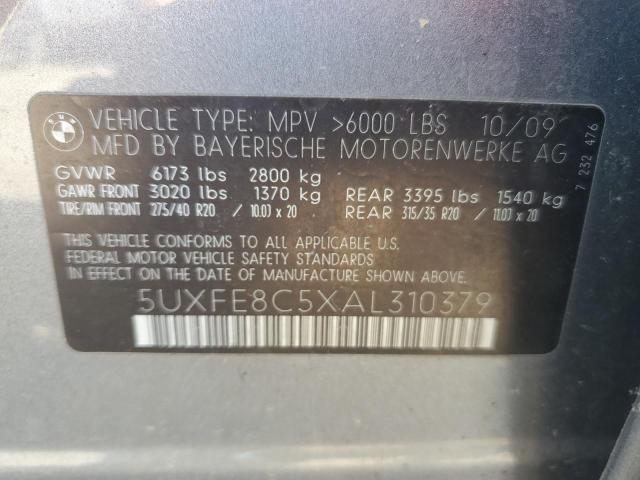 BMW
VEHICLE TYPE: MPV >6000 LBS 10/09
MFD BY BAYERISCHE MOTORENWERKE AG
GVWR 6173 lbs 2800 kg
GAWR FRONT 3020 lbs 1370 kg REAR 3395 lbs 1540 kg
TIRE/RIM FRONT 275/40 R20 / 10.0J x 20 REAR 315/35 R20 / 11.0J x 20
THIS VEHICLE CONFORMS TO ALL APPLICABLE U.S.
FEDERAL MOTOR VEHICLE SAFETY STANDARDS
IN EFFECT ON THE DATE OF MANUFACTURE SHOWN ABOVE.
5UXFE8C5XAL310379
7 232 476